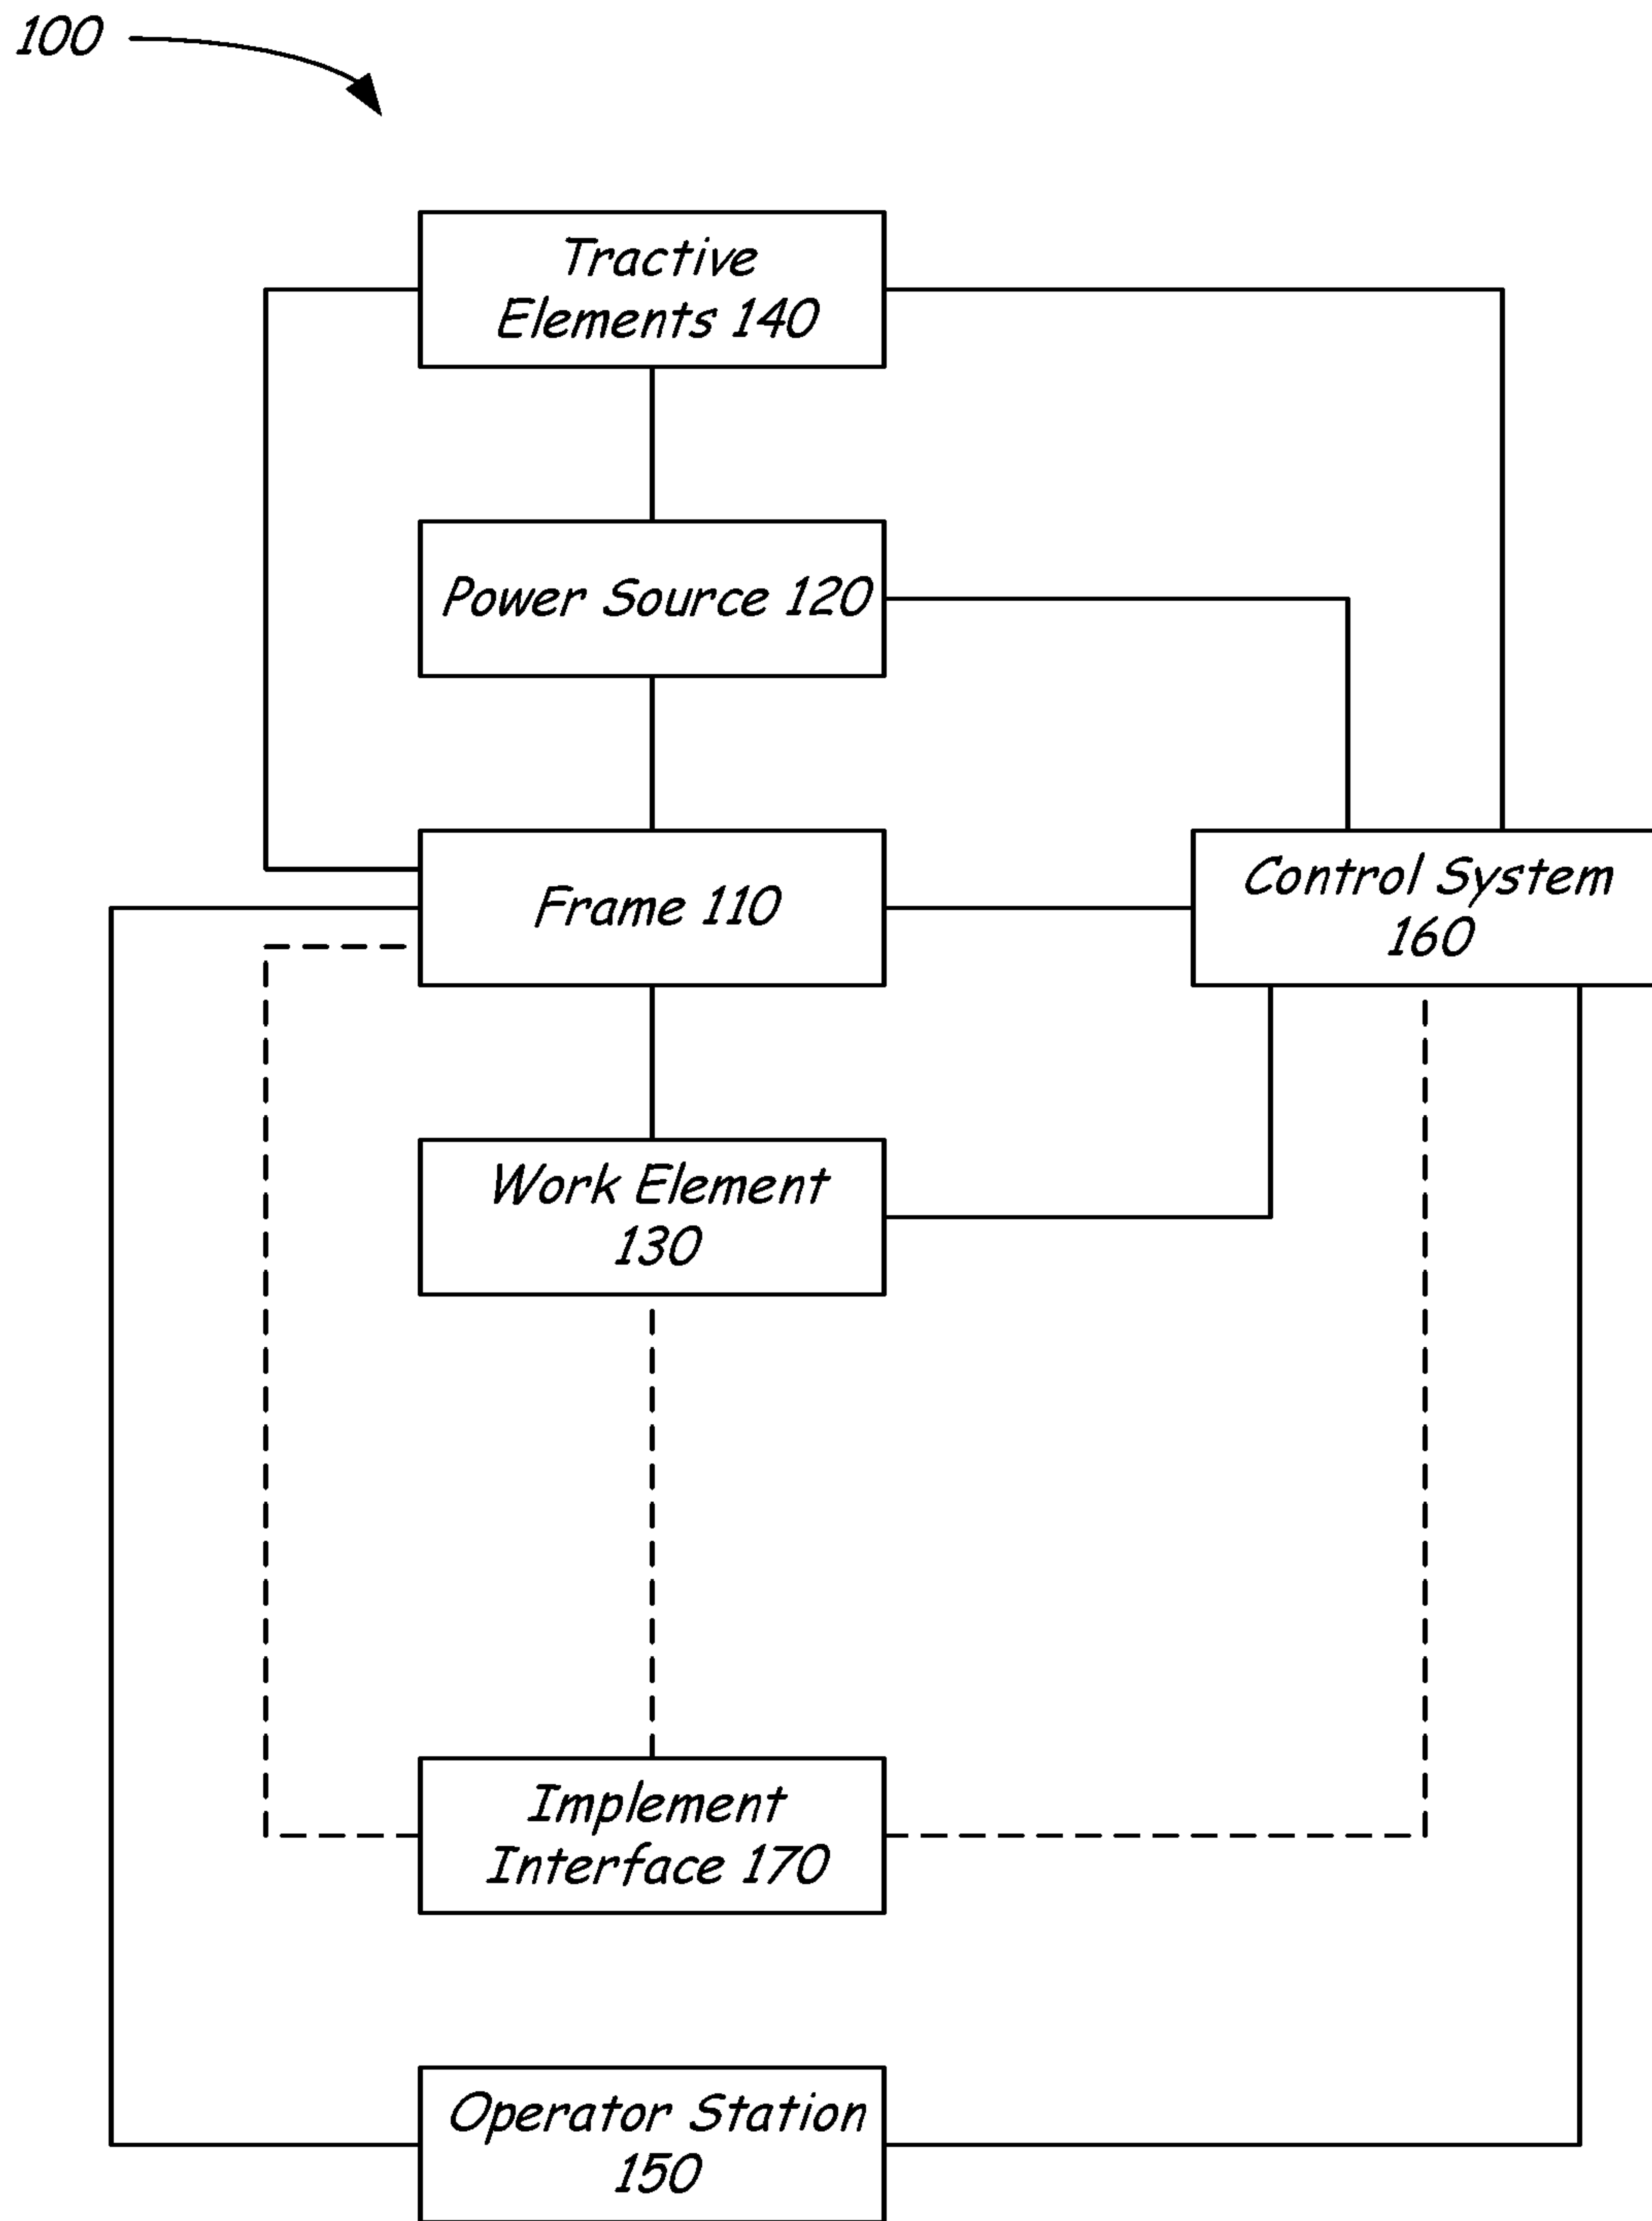 100
Tractive
Elements 140
Power Source 120
Frame 110
Control System
160
Work Element
130
Implement
Interface 170
Operator Station
150